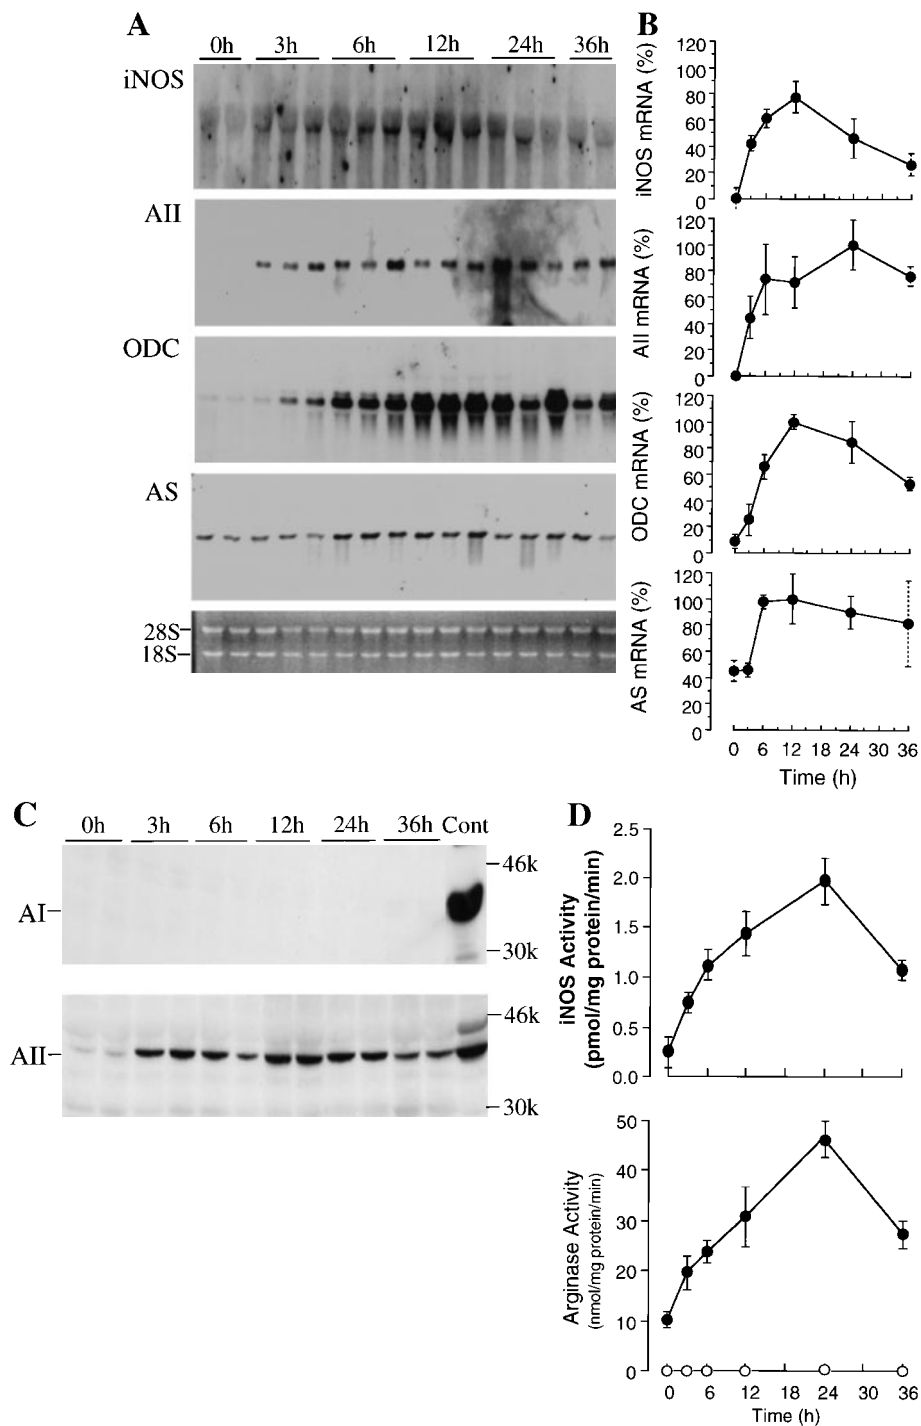 A
0h 3h 6h 12h 24h 36h
iNOS
AII
ODC
AS
28S
18S
B
iNOS mRNA (%)
120
100
80
60
40
20
0
AII mRNA (%)
120
100
80
60
40
20
0
ODC mRNA (%)
120
100
80
60
40
20
0
AS mRNA (%)
120
100
80
60
40
20
0
0 6 12 18 24 30 36
Time (h)
C
0h 3h 6h 12h 24h 36h Cont
46k
AI
30k
46k
AII
30k
D
iNOS Activity
(pmol/mg protein/min)
2.5
2.0
1.5
1.0
0.5
0.0
Arginase Activity
(nmol/mg protein/min)
50
40
30
20
10
0
0 6 12 18 24 30 36
Time (h)